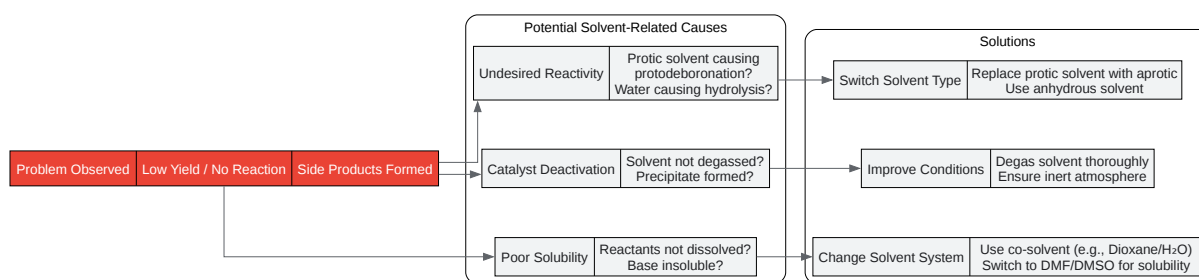 Potential Solvent-Related Causes
Solutions
Undesired Reactivity
Protic solvent causing
protodeboronation?
Water causing hydrolysis?
Switch Solvent Type
Replace protic solvent with aprotic
Use anhydrous solvent
Problem Observed
Low Yield / No Reaction
Side Products Formed
Catalyst Deactivation
Solvent not degassed?
Precipitate formed?
Improve Conditions
Degas solvent thoroughly
Ensure inert atmosphere
Poor Solubility
Reactants not dissolved?
Base insoluble?
Change Solvent System
Use co-solvent (e.g., Dioxane/H₂O)
Switch to DMF/DMSO for solubility